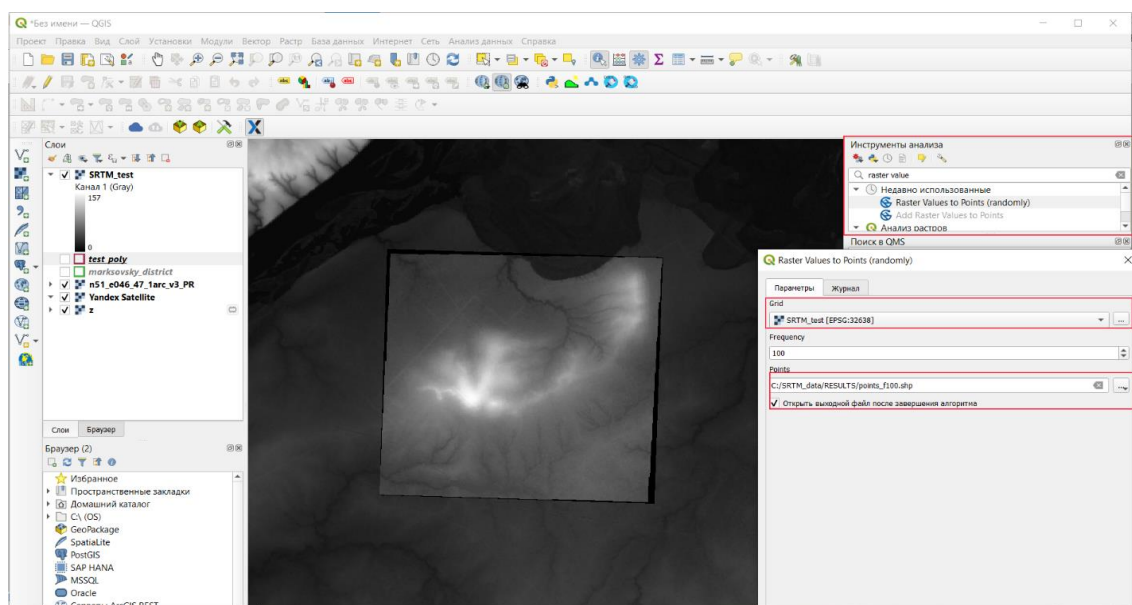 *Без имени — QGIS
Проект Правка Вид Слой Установки Модули Вектор Растр База данных Интернет Сеть Анализ данных Справка
Слои
SRTM_test
Канал 1 (Gray)
157
0
test poly
marksovsky_district
n51_e046_47_1arc_v3_PR
Yandex Satellite
z
Слои Браузер
Браузер (2)
Избранное
Пространственные закладки
Домашний каталог
C:\ (OS)
GeoPackage
SpatiaLite
PostGIS
SAP HANA
MSSQL
Oracle
Инструменты анализа
raster value
Недавно использованные
Raster Values to Points (randomly)
Add Raster Values to Points
Анализ растров
Поиск в QMS
Raster Values to Points (randomly)
Параметры Журнал
Grid
SRTM_test [EPSG:32638]
Frequency
100
Points
C:/SRTM_data/RESULTS/points_f100.shp
Открыть выходной файл после завершения алгоритма